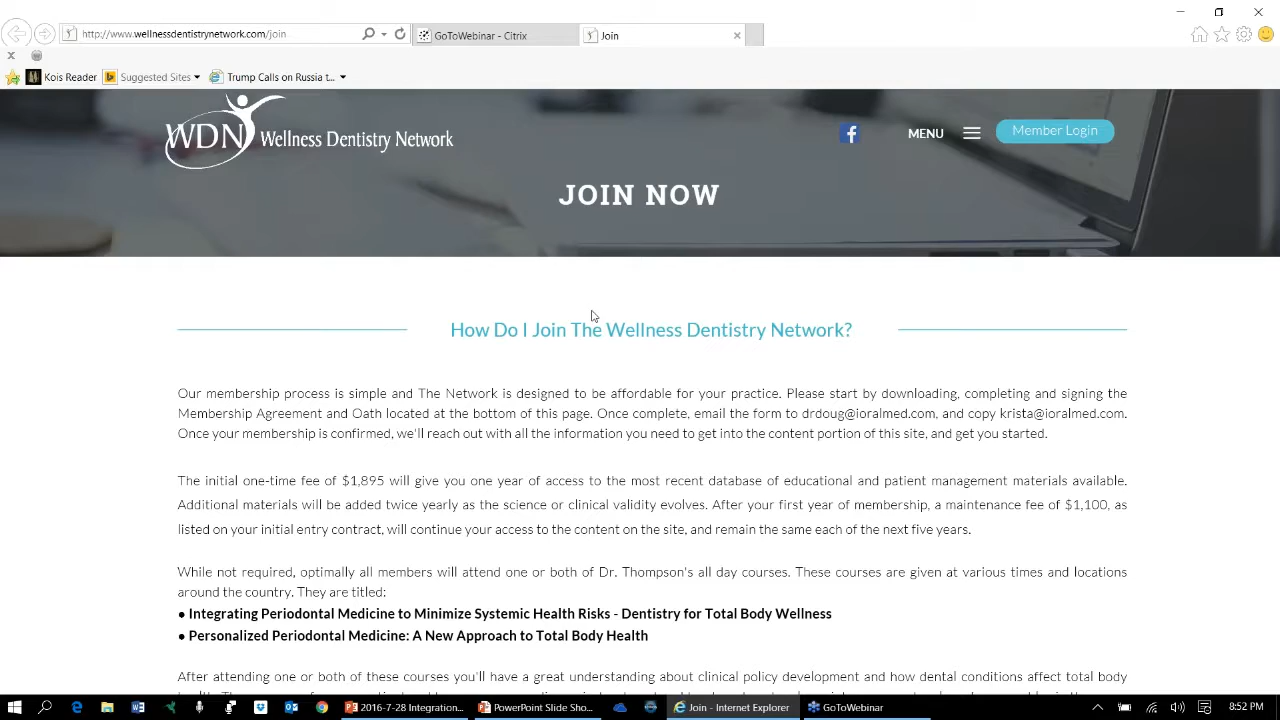 http://www.wellnessdentistrynetwork.com/join
GoToWebinar - Citrix
Join
Kois Reader
Suggested Sites
Trump Calls on Russia t...
WDN Wellness Dentistry Network
MENU
Member Login
JOIN NOW
How Do I Join The Wellness Dentistry Network?
Our membership process is simple and The Network is designed to be affordable for your practice. Please start by downloading, completing and signing the
Membership Agreement and Oath located at the bottom of this page. Once complete, email the form to drdoug@ioralmed.com, and copy krista@ioralmed.com.
Once your membership is confirmed, we'll reach out with all the information you need to get into the content portion of this site, and get you started.
The initial one-time fee of $1,895 will give you one year of access to the most recent database of educational and patient management materials available.
Additional materials will be added twice yearly as the science or clinical validity evolves. After your first year of membership, a maintenance fee of $1,100, as
listed on your initial entry contract, will continue your access to the content on the site, and remain the same each of the next five years.
While not required, optimally all members will attend one or both of Dr. Thompson's all day courses. These courses are given at various times and locations
around the country. They are titled:
● Integrating Periodontal Medicine to Minimize Systemic Health Risks - Dentistry for Total Body Wellness
● Personalized Periodontal Medicine: A New Approach to Total Body Health
After attending one or both of these courses you'll have a great understanding about clinical policy development and how dental conditions affect total body
2016-7-28 Integration...
PowerPoint Slide Sho...
Join - Internet Explorer
GoToWebinar
8:52 PM